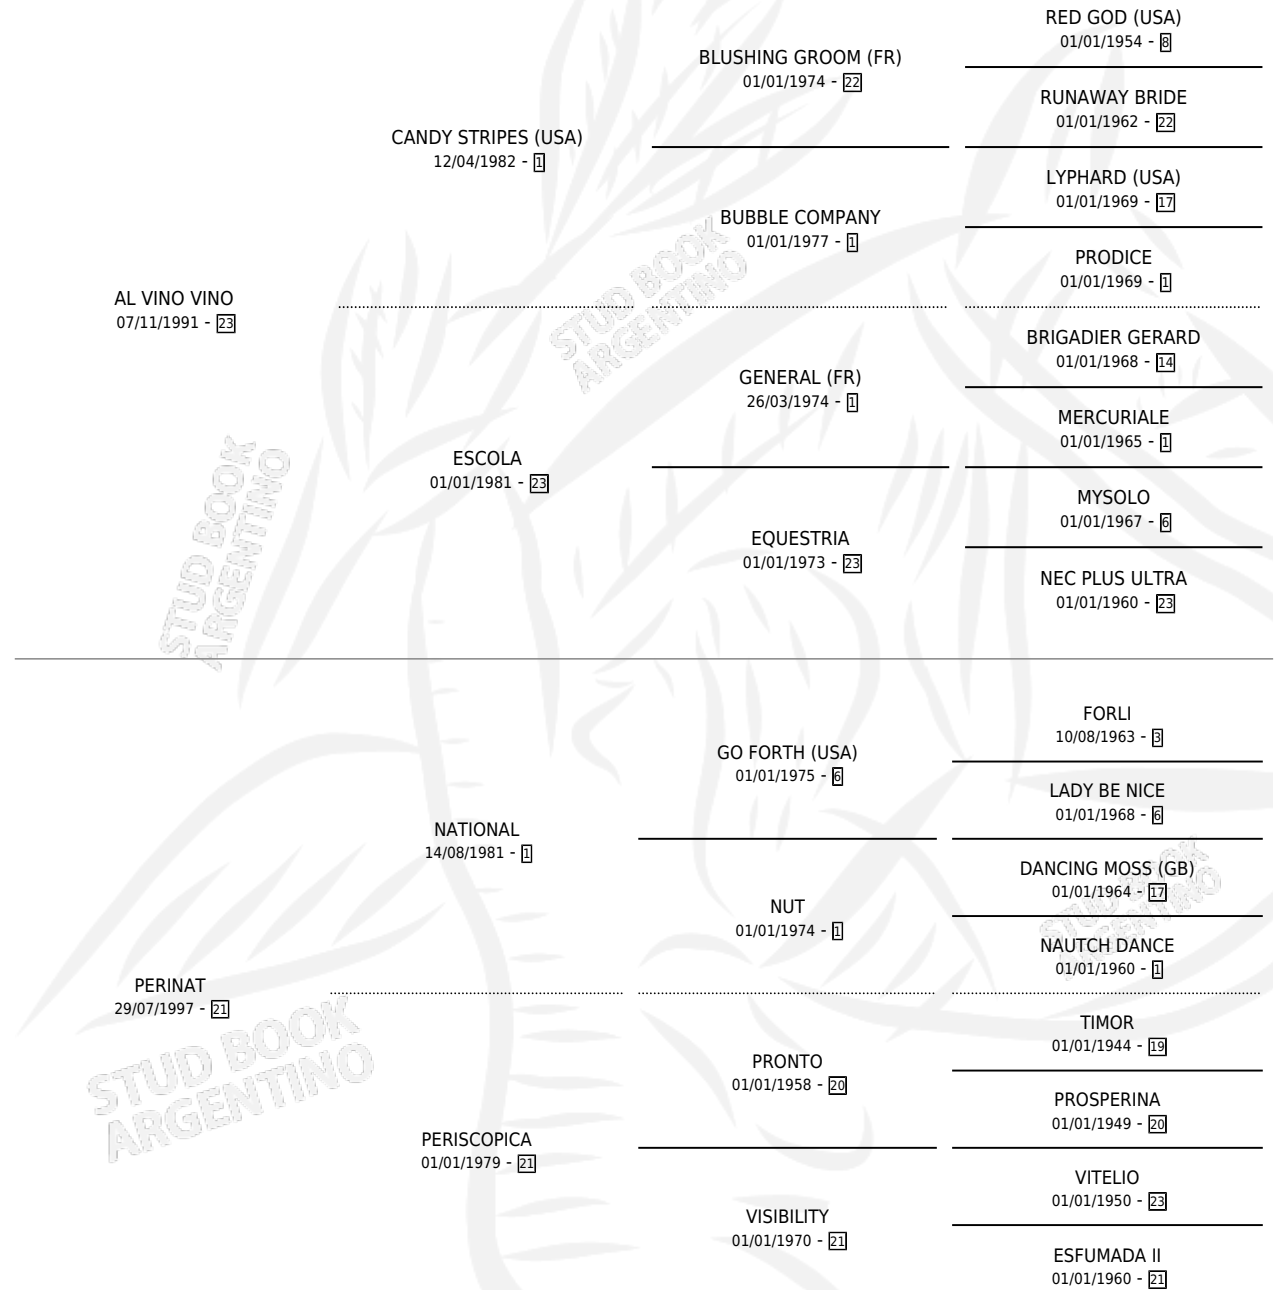 RED GOD (USA)
01/01/1954 - 8
BLUSHING GROOM (FR)
01/01/1974 - 22
RUNAWAY BRIDE
01/01/1962 - 22
CANDY STRIPES (USA)
12/04/1982 - 1
LYPHARD (USA)
01/01/1969 - 17
BUBBLE COMPANY
01/01/1977 - 1
PRODICE
01/01/1969 - 1
AL VINO VINO
07/11/1991 - 23
STUD BOOK
ARGENTINO
BRIGADIER GERARD
01/01/1968 - 14
GENERAL (FR)
26/03/1974 - 1
MERCURIALE
01/01/1965 - 1
ESCOLA
01/01/1981 - 23
MYSOLO
01/01/1967 - 6
EQUESTRIA
01/01/1973 - 23
NEC PLUS ULTRA
01/01/1960 - 23
STUD BOOK
ARGENTINO
FORLI
10/08/1963 - 3
GO FORTH (USA)
01/01/1975 - 6
LADY BE NICE
01/01/1968 - 6
NATIONAL
14/08/1981 - 1
DANCING MOSS (GB)
01/01/1964 - 17
NUT
01/01/1974 - 1
STUD BOOK
ARGENTINO
NAUTCH DANCE
01/01/1960 - 1
PERINAT
29/07/1997 - 21
TIMOR
01/01/1944 - 19
PRONTO
01/01/1958 - 20
PROSPERINA
01/01/1949 - 20
STUD BOOK
ARGENTINO
PERISCOPICA
01/01/1979 - 21
VITELIO
01/01/1950 - 23
VISIBILITY
01/01/1970 - 21
ESFUMADA II
01/01/1960 - 21